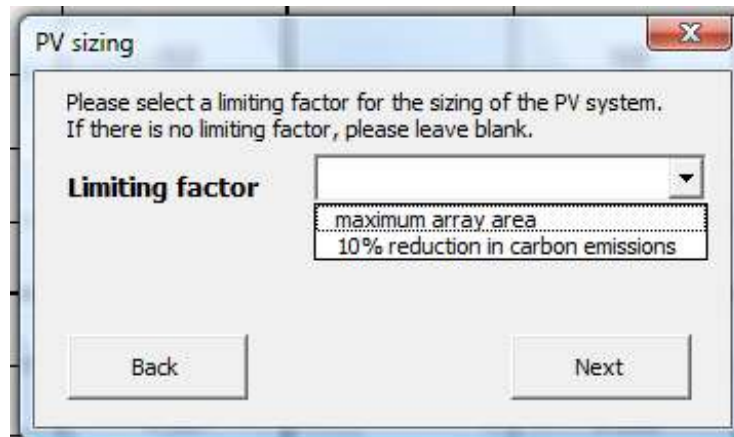 PV sizing
Please select a limiting factor for the sizing of the PV system.
If there is no limiting factor, please leave blank.
Limiting factor
maximum array area
10% reduction in carbon emissions
Back
Next